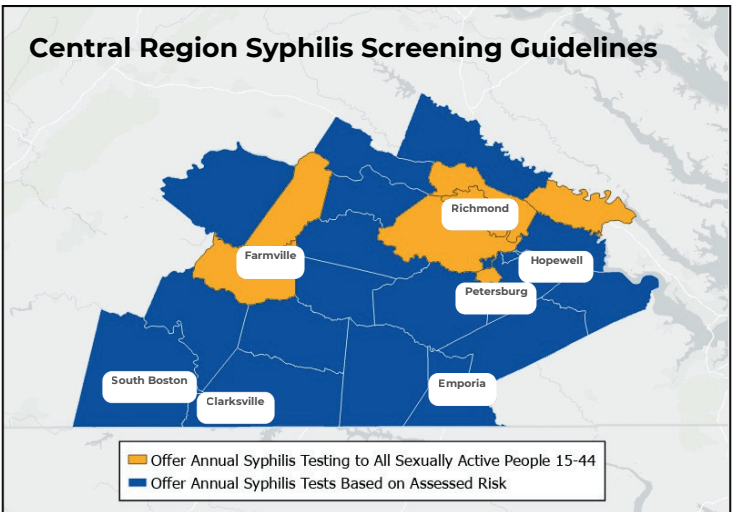 Central Region Syphilis Screening Guidelines
Richmond
Farmville
Hopewell
Petersburg
South Boston
Emporia
Clarksville
Offer Annual Syphilis Testing to All Sexually Active People 15-44
Offer Annual Syphilis Tests Based on Assessed Risk